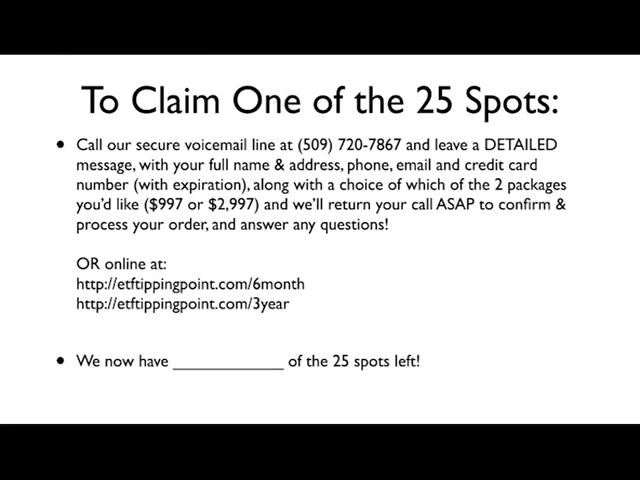 To Claim One of the 25 Spots:
• Call our secure voicemail line at (509) 720-7867 and leave a DETAILED
message, with your full name & address, phone, email and credit card
number (with expiration), along with a choice of which of the 2 packages
you'd like ($997 or $2,997) and we'll return your call ASAP to confirm &
process your order, and answer any questions!
OR online at:
http://etftippingpoint.com/6month
http://etftippingpoint.com/3year
• We now have _____________ of the 25 spots left!